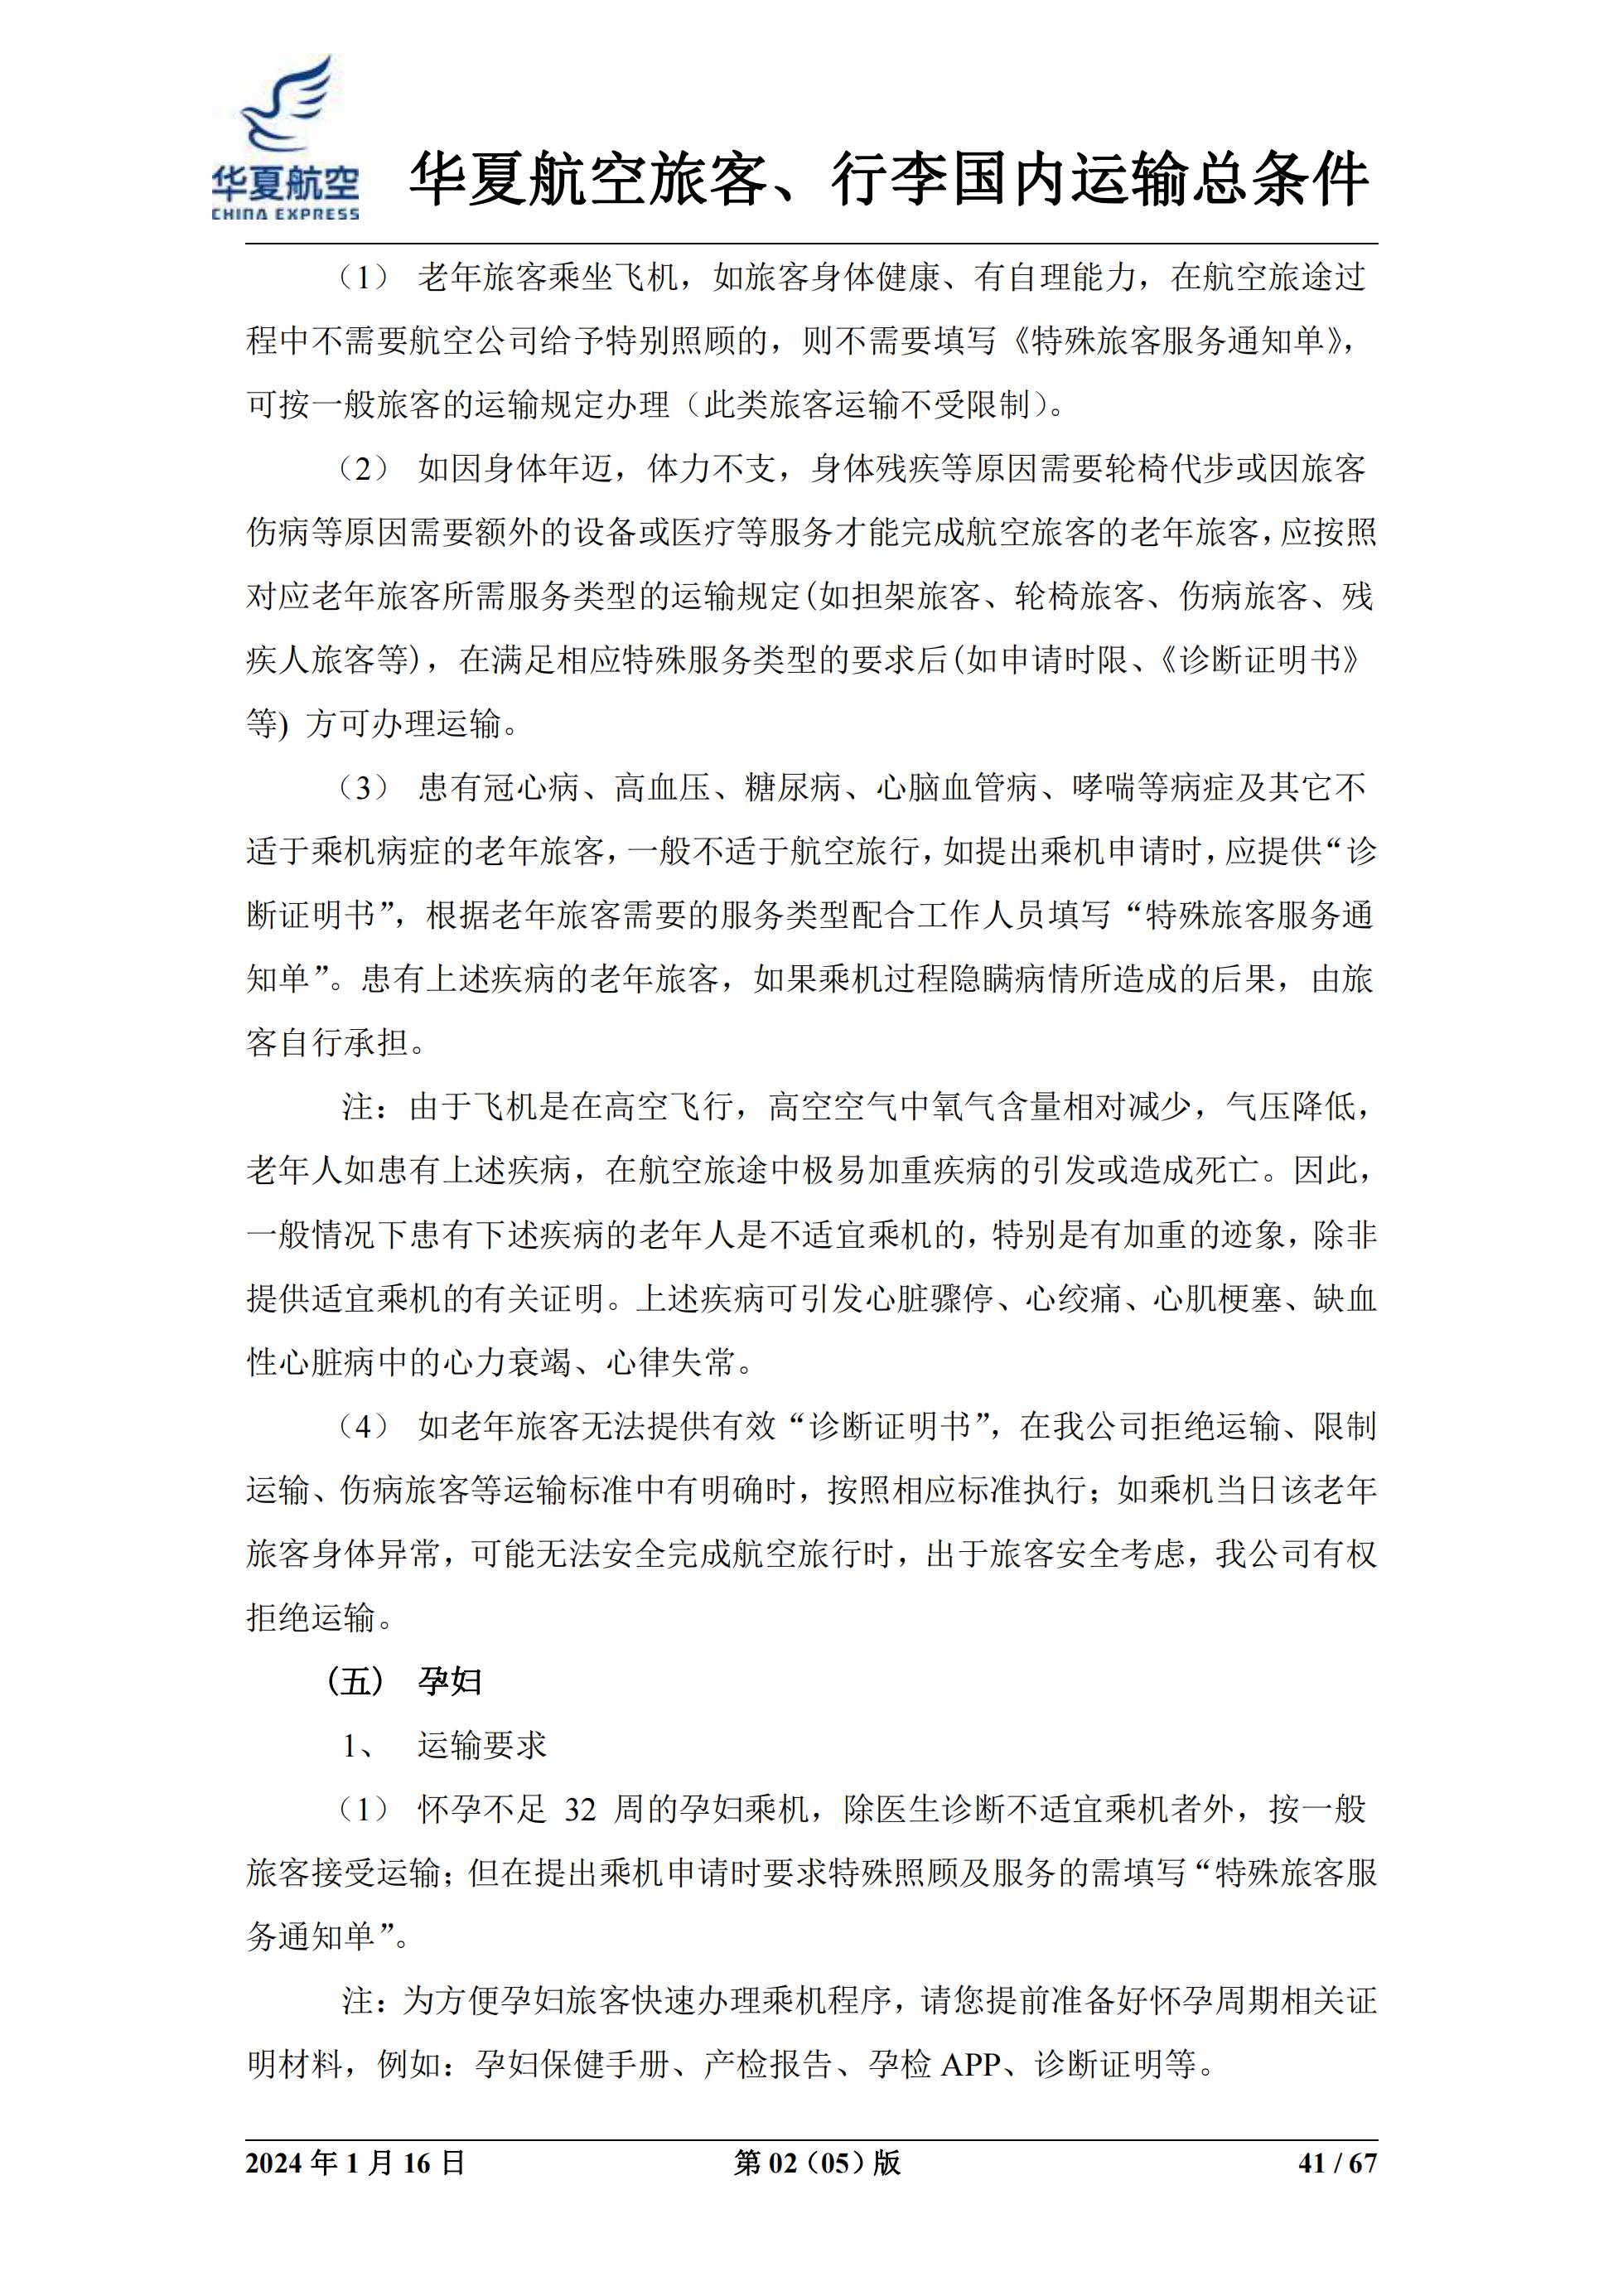 华夏航空
CHINA EXPRESS
华夏航空旅客、行李国内运输总条件
（1） 老年旅客乘坐飞机，如旅客身体健康、有自理能力，在航空旅途过
程中不需要航空公司给予特别照顾的，则不需要填写《特殊旅客服务通知单》，
可按一般旅客的运输规定办理（此类旅客运输不受限制）。
（2） 如因身体年迈，体力不支，身体残疾等原因需要轮椅代步或因旅客
伤病等原因需要额外的设备或医疗等服务才能完成航空旅客的老年旅客，应按照
对应老年旅客所需服务类型的运输规定(如担架旅客、轮椅旅客、伤病旅客、残
疾人旅客等)，在满足相应特殊服务类型的要求后(如申请时限、《诊断证明书》
等) 方可办理运输。
（3） 患有冠心病、高血压、糖尿病、心脑血管病、哮喘等病症及其它不
适于乘机病症的老年旅客，一般不适于航空旅行，如提出乘机申请时，应提供“诊
断证明书”，根据老年旅客需要的服务类型配合工作人员填写“特殊旅客服务通
知单”。患有上述疾病的老年旅客，如果乘机过程隐瞒病情所造成的后果，由旅
客自行承担。
注：由于飞机是在高空飞行，高空空气中氧气含量相对减少，气压降低，
老年人如患有上述疾病，在航空旅途中极易加重疾病的引发或造成死亡。因此，
一般情况下患有下述疾病的老年人是不适宜乘机的，特别是有加重的迹象，除非
提供适宜乘机的有关证明。上述疾病可引发心脏骤停、心绞痛、心肌梗塞、缺血
性心脏病中的心力衰竭、心律失常。
（4） 如老年旅客无法提供有效“诊断证明书”，在我公司拒绝运输、限制
运输、伤病旅客等运输标准中有明确时，按照相应标准执行；如乘机当日该老年
旅客身体异常，可能无法安全完成航空旅行时，出于旅客安全考虑，我公司有权
拒绝运输。
(五) 孕妇
1、 运输要求
（1） 怀孕不足 32 周的孕妇乘机，除医生诊断不适宜乘机者外，按一般
旅客接受运输；但在提出乘机申请时要求特殊照顾及服务的需填写“特殊旅客服
务通知单”。
注：为方便孕妇旅客快速办理乘机程序，请您提前准备好怀孕周期相关证
明材料，例如：孕妇保健手册、产检报告、孕检 APP、诊断证明等。
2024 年 1 月 16 日 第 02（05）版 41 / 67